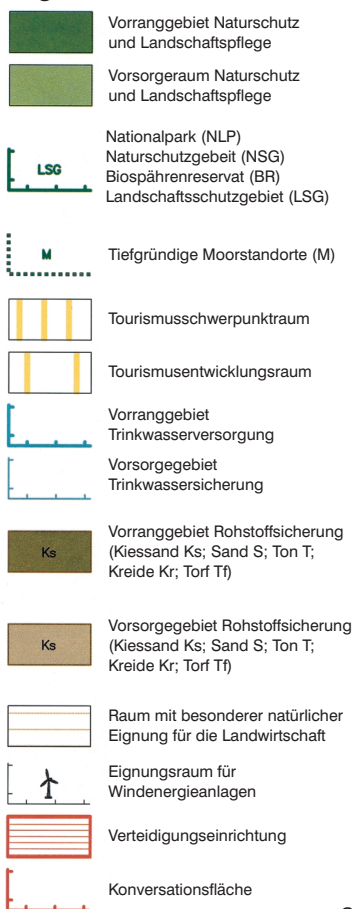 Vorranggebiet Naturschutz
und Landschaftspflege
Vorsorgeraum Naturschutz
und Landschaftspflege
LSG
Nationalpark (NLP)
Naturschutzgebeit (NSG)
Biospährenreservat (BR)
Landschaftsschutzgebiet (LSG)
M
Tiefgründige Moorstandorte (M)
Tourismusschwerpunktraum
Tourismusentwicklungsraum
Vorranggebiet
Trinkwasserversorgung
Vorsorgegebiet
Trinkwassersicherung
Ks
Vorranggebiet Rohstoffsicherung
(Kiessand Ks; Sand S; Ton T;
Kreide Kr; Torf Tf)
Ks
Vorsorgegebiet Rohstoffsicherung
(Kiessand Ks; Sand S; Ton T;
Kreide Kr; Torf Tf)
Raum mit besonderer natürlicher
Eignung für die Landwirtschaft
Eignungsraum für
Windenergieanlagen
Verteidigungseinrichtung
Konversationsfläche